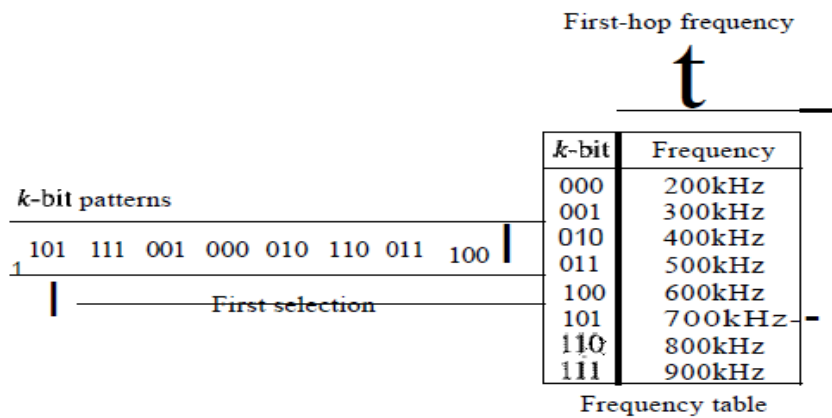 First-hop frequency
t
k-bit Frequency
000 200kHz
001 300kHz
010 400kHz
011 500kHz
100 600kHz
101 700kHz
110 800kHz
111 900kHz
Frequency table
k-bit patterns
101 111 001 000 010 110 011 100
1
First selection